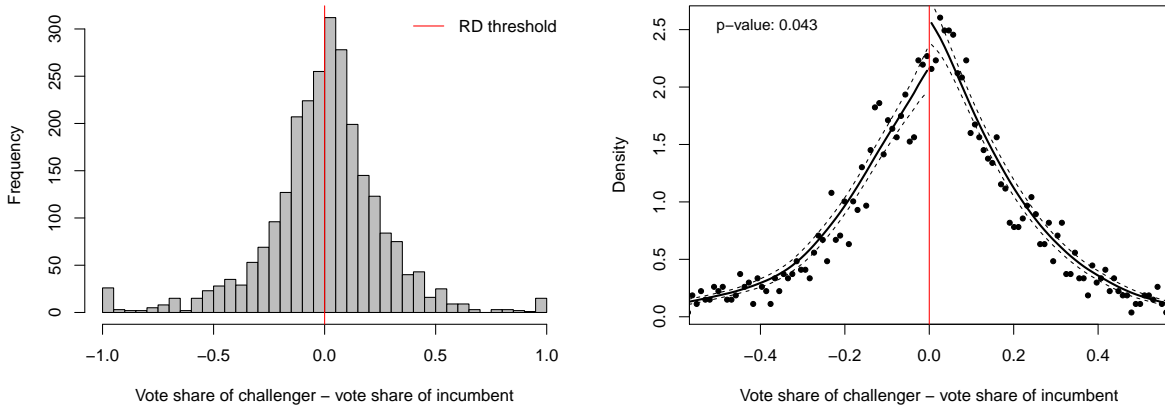 RD threshold
Frequency
300
250
200
150
100
50
0
−1.0 −0.5 0.0 0.5 1.0
Vote share of challenger − vote share of incumbent
p−value: 0.043
Density
2.5
2.0
1.5
1.0
0.5
0.0
−0.4 −0.2 0.0 0.2 0.4
Vote share of challenger − vote share of incumbent